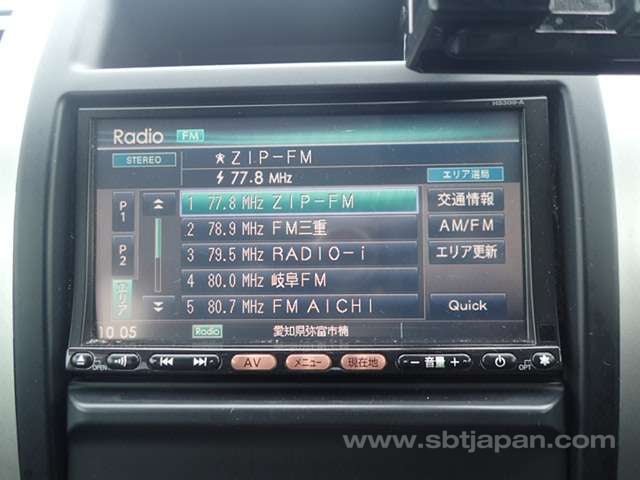 HS309-A
Radio FM
STEREO
ZIP-FM
77.8 MHz
エリア選局
P1
P2
エリア
1 77.8 MHz ZIP-FM
2 78.9 MHz FM三重
3 79.5 MHz RADIO-i
4 80.0 MHz 岐阜FM
5 80.7 MHz FM AICHI
交通情報
AM/FM
エリア更新
Quick
10:05
Radio
愛知県弥富市楠
OPEN
AV
メニュー
現在地
− 音量 +
OPT
www.sbtjapan.com